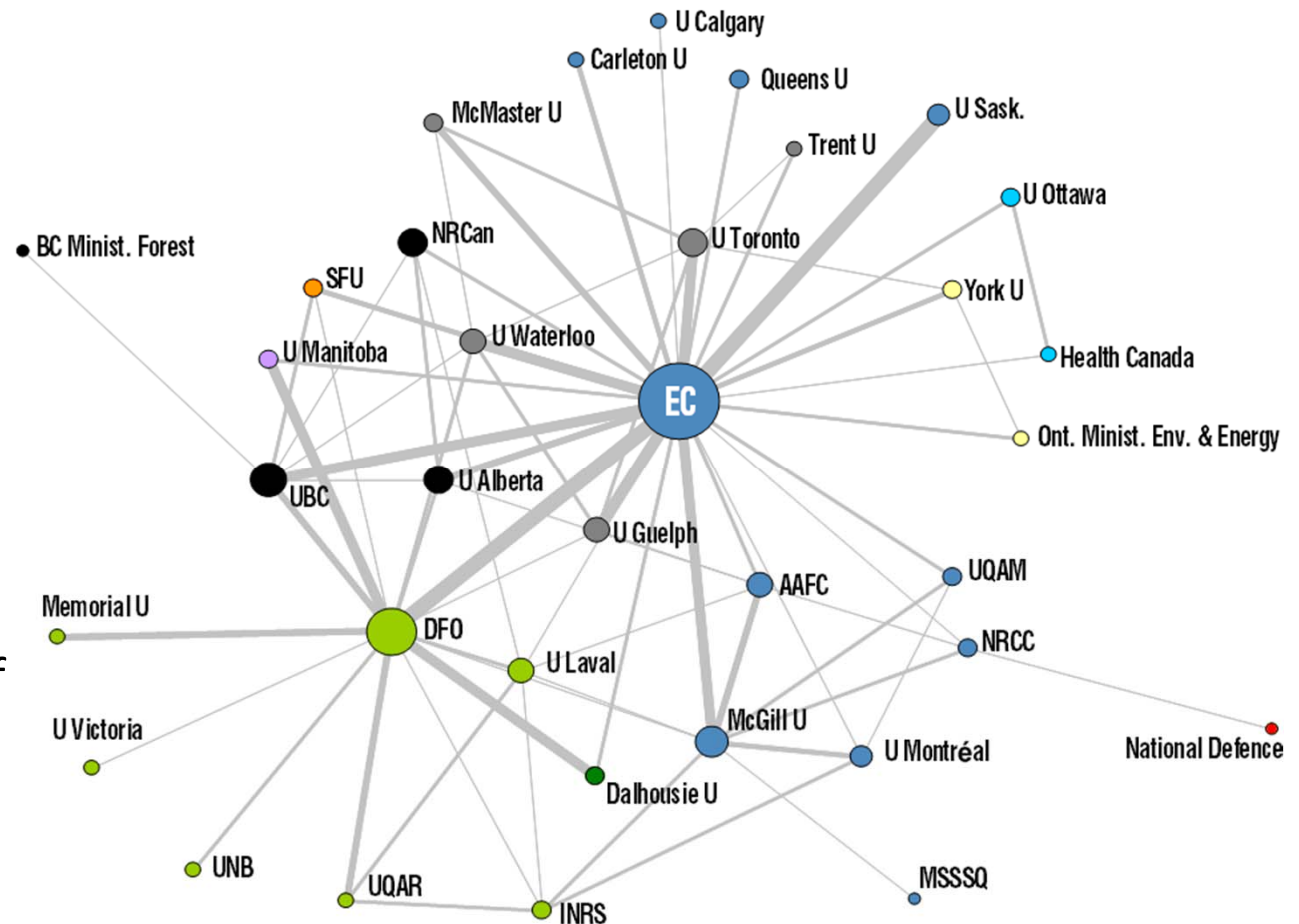 U Calgary
Carleton U
Queens U
McMaster U
U Sask.
Trent U
U Ottawa
NRCan
U Toronto
BC Minist. Forest
SFU
York U
U Waterloo
U Manitoba
Health Canada
EC
Ont. Minist. Env. & Energy
U Alberta
UBC
U Guelph
UQAM
AAFC
Memorial U
DFO
NRCC
U Laval
McGill U
U Victoria
National Defence
U Montréal
Dalhousie U
UNB
MSSSQ
UQAR
INRS